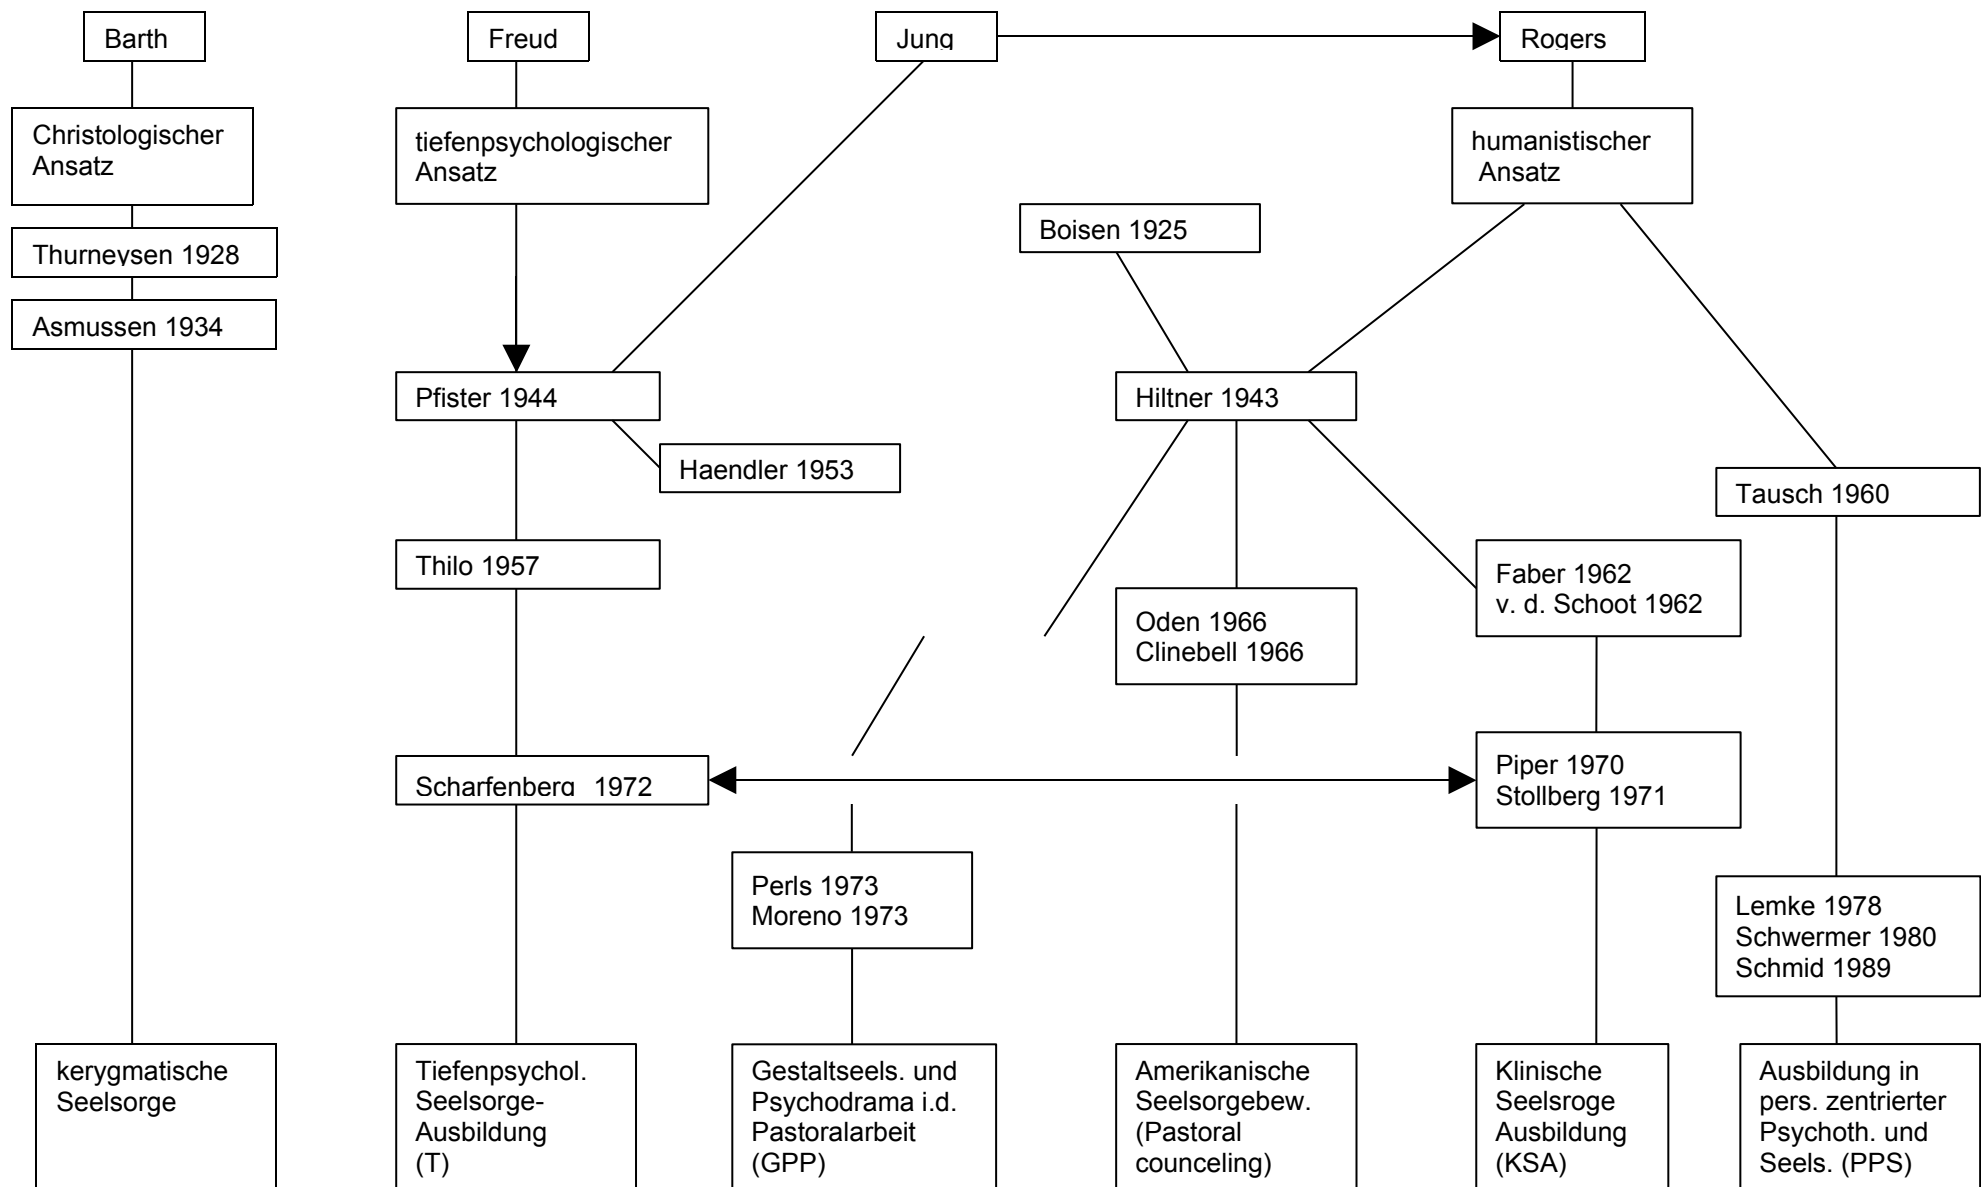 Barth
Freud
Jung
Rogers
Christologischer
Ansatz
tiefenpsychologischer
Ansatz
humanistischer
Ansatz
Thurneysen 1928
Boisen 1925
Asmussen 1934
Pfister 1944
Hiltner 1943
Haendler 1953
Tausch 1960
Thilo 1957
Faber 1962
v. d. Schoot 1962
Oden 1966
Clinebell 1966
Scharfenberg 1972
Piper 1970
Stollberg 1971
Perls 1973
Moreno 1973
Lemke 1978
Schwermer 1980
Schmid 1989
kerygmatische
Seelsorge
Tiefenpsychol.
Seelsorge-
Ausbildung
(T)
Gestaltseels. und
Psychodrama i.d.
Pastoralarbeit
(GPP)
Amerikanische
Seelsorgebew.
(Pastoral
counceling)
Klinische
Seelsroge
Ausbildung
(KSA)
Ausbildung in
pers. zentrierter
Psychoth. und
Seels. (PPS)